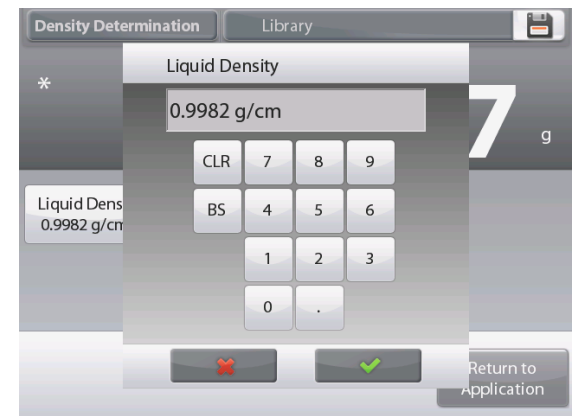 Density Determination
Library
*
Liquid Density
0.9982 g/cm
7
g
CLR 7 8 9
Liquid Dens
0.9982 g/cm
BS 4 5 6
1 2 3
0 .
Return to
Application